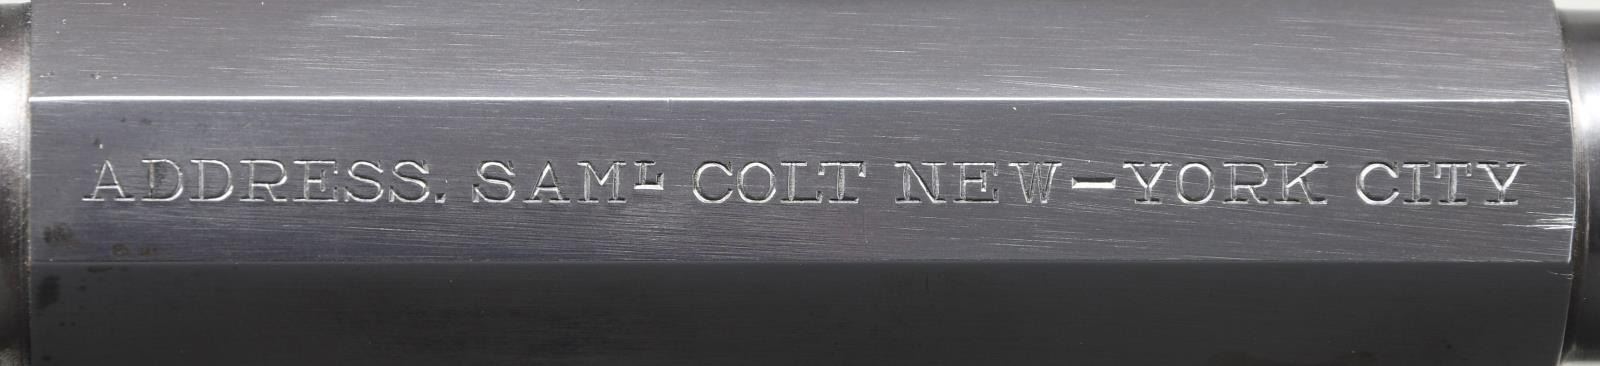 ADDRESS. SAMᴸ COLT NEW-YORK CITY